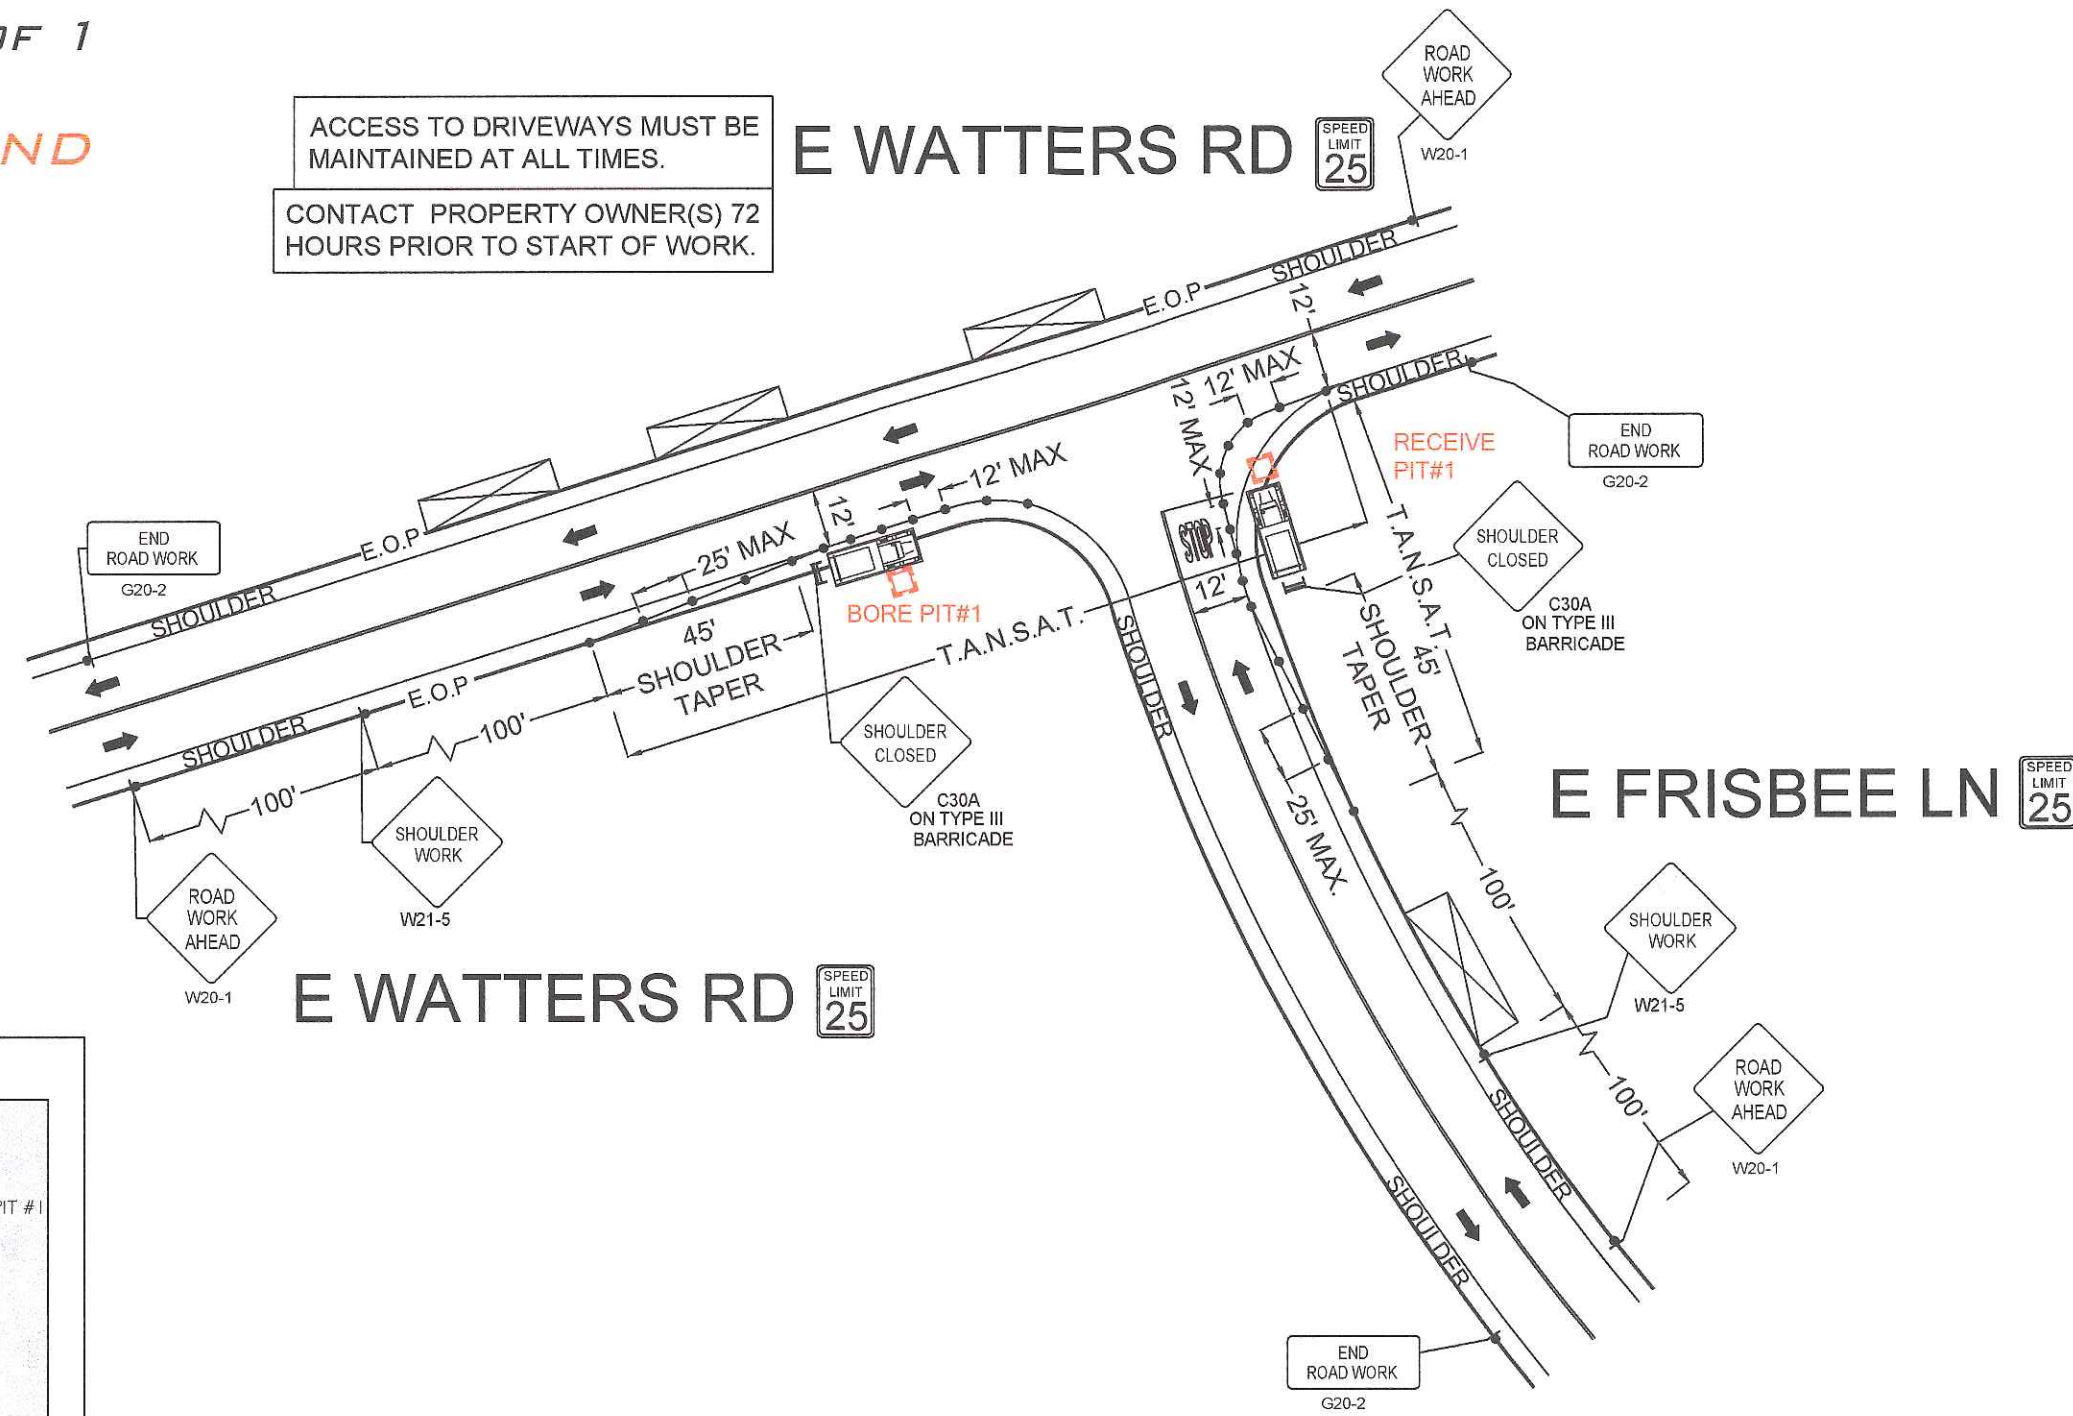 OF 1
ND
ACCESS TO DRIVEWAYS MUST BE
MAINTAINED AT ALL TIMES.
CONTACT PROPERTY OWNER(S) 72
HOURS PRIOR TO START OF WORK.
E WATTERS RD
SPEED
LIMIT
25
ROAD
WORK
AHEAD
W20-1
SHOULDER
E.O.P
12'
SHOULDER
12' MAX
12' MAX
RECEIVE
PIT#1
END
ROAD WORK
G20-2
T.A.N.S.A.T.
SHOULDER
CLOSED
C30A
ON TYPE III
BARRICADE
STOP
12'
45'
SHOULDER
TAPER
END
ROAD WORK
G20-2
E.O.P
SHOULDER
12' MAX
12'
25' MAX
BORE PIT#1
45'
SHOULDER
TAPER
T.A.N.S.A.T.
SHOULDER
E.O.P
100'
SHOULDER
100'
SHOULDER
CLOSED
C30A
ON TYPE III
BARRICADE
SHOULDER
WORK
W21-5
ROAD
WORK
AHEAD
W20-1
E WATTERS RD
SPEED
LIMIT
25
E FRISBEE LN
SPEED
LIMIT
25
25' MAX.
100'
SHOULDER
WORK
W21-5
100'
ROAD
WORK
AHEAD
W20-1
SHOULDER
SHOULDER
END
ROAD WORK
G20-2
PIT #1